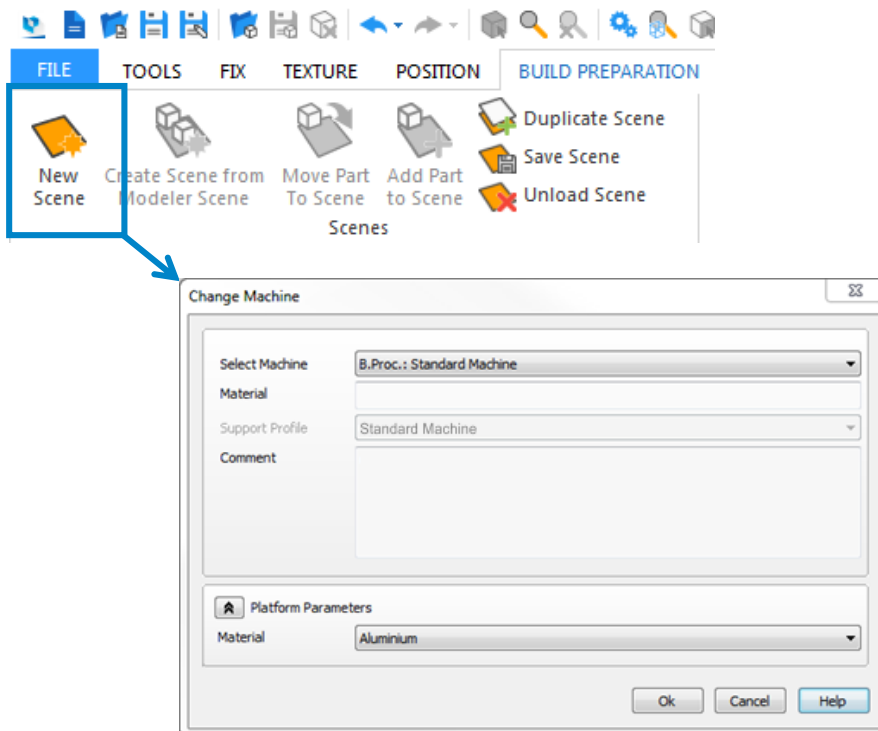 FILE TOOLS FIX TEXTURE POSITION BUILD PREPARATION
New Scene
Create Scene from Modeler Scene
Move Part To Scene
Add Part to Scene
Duplicate Scene
Save Scene
Unload Scene
Scenes
Change Machine
Select Machine B.Proc.: Standard Machine
Material
Support Profile Standard Machine
Comment
Platform Parameters
Material Aluminium
Ok Cancel Help